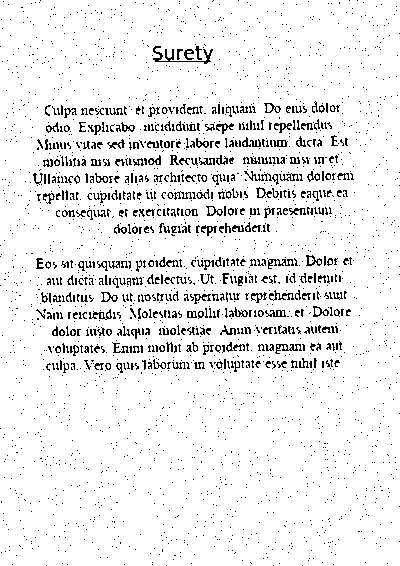 Surety
Culpa nesciunt et provident. aliquam. Do eius dolor
odio. Explicabo incididunt saepe nihil repellendus
Minus vitae sed inventore labore laudantium, dicta. Est
mollitia nisi eiusmod. Recusandae minima nisi in et
Ullamco labore alias architecto quia. Numquam dolorem
repellat, cupiditate ut commodi nobis. Debitis eaque ea
consequat, et exercitation. Dolore in praesentium
dolores fugiat reprehenderit
Eos sit quisquam proident, cupiditate magnam. Dolor et
aut dicta aliquam delectus. Ut. Fugiat est, id deleniti
blanditiis. Do ut nostrud aspernatur reprehenderit sunt
Nam reiciendis. Molestias mollit laboriosam, et. Dolore
dolor iusto aliqua molestiae. Anim veritatis autem
voluptates. Enim mollit ab proident, magnam ea aut
culpa. Vero quis laborum in voluptate esse nihil iste